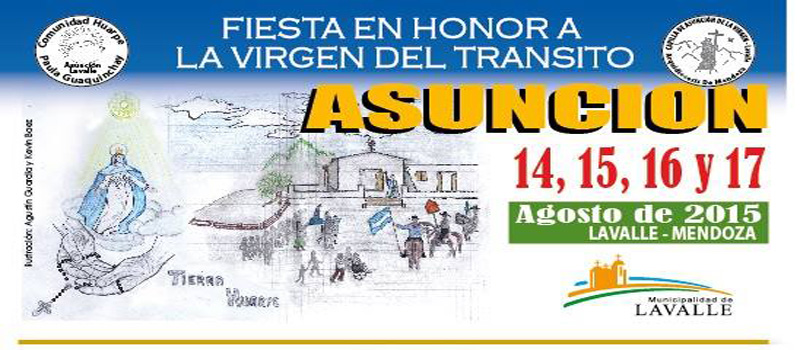 FIESTA EN HONOR A
LA VIRGEN DEL TRANSITO
Comunidad Huarpe
Paula Guaquinchay
Asunción
Lavalle
CAPILLA DE ASUNCION DE LA VIRGEN - Lavalle
De Mendoza
ASUNCION
14, 15, 16 y 17
Agosto de 2015
LAVALLE - MENDOZA
Ilustración: Agustín Guardia y Kevin Baez
TIERRA
HUARPE
Municipalidad de
LAVALLE